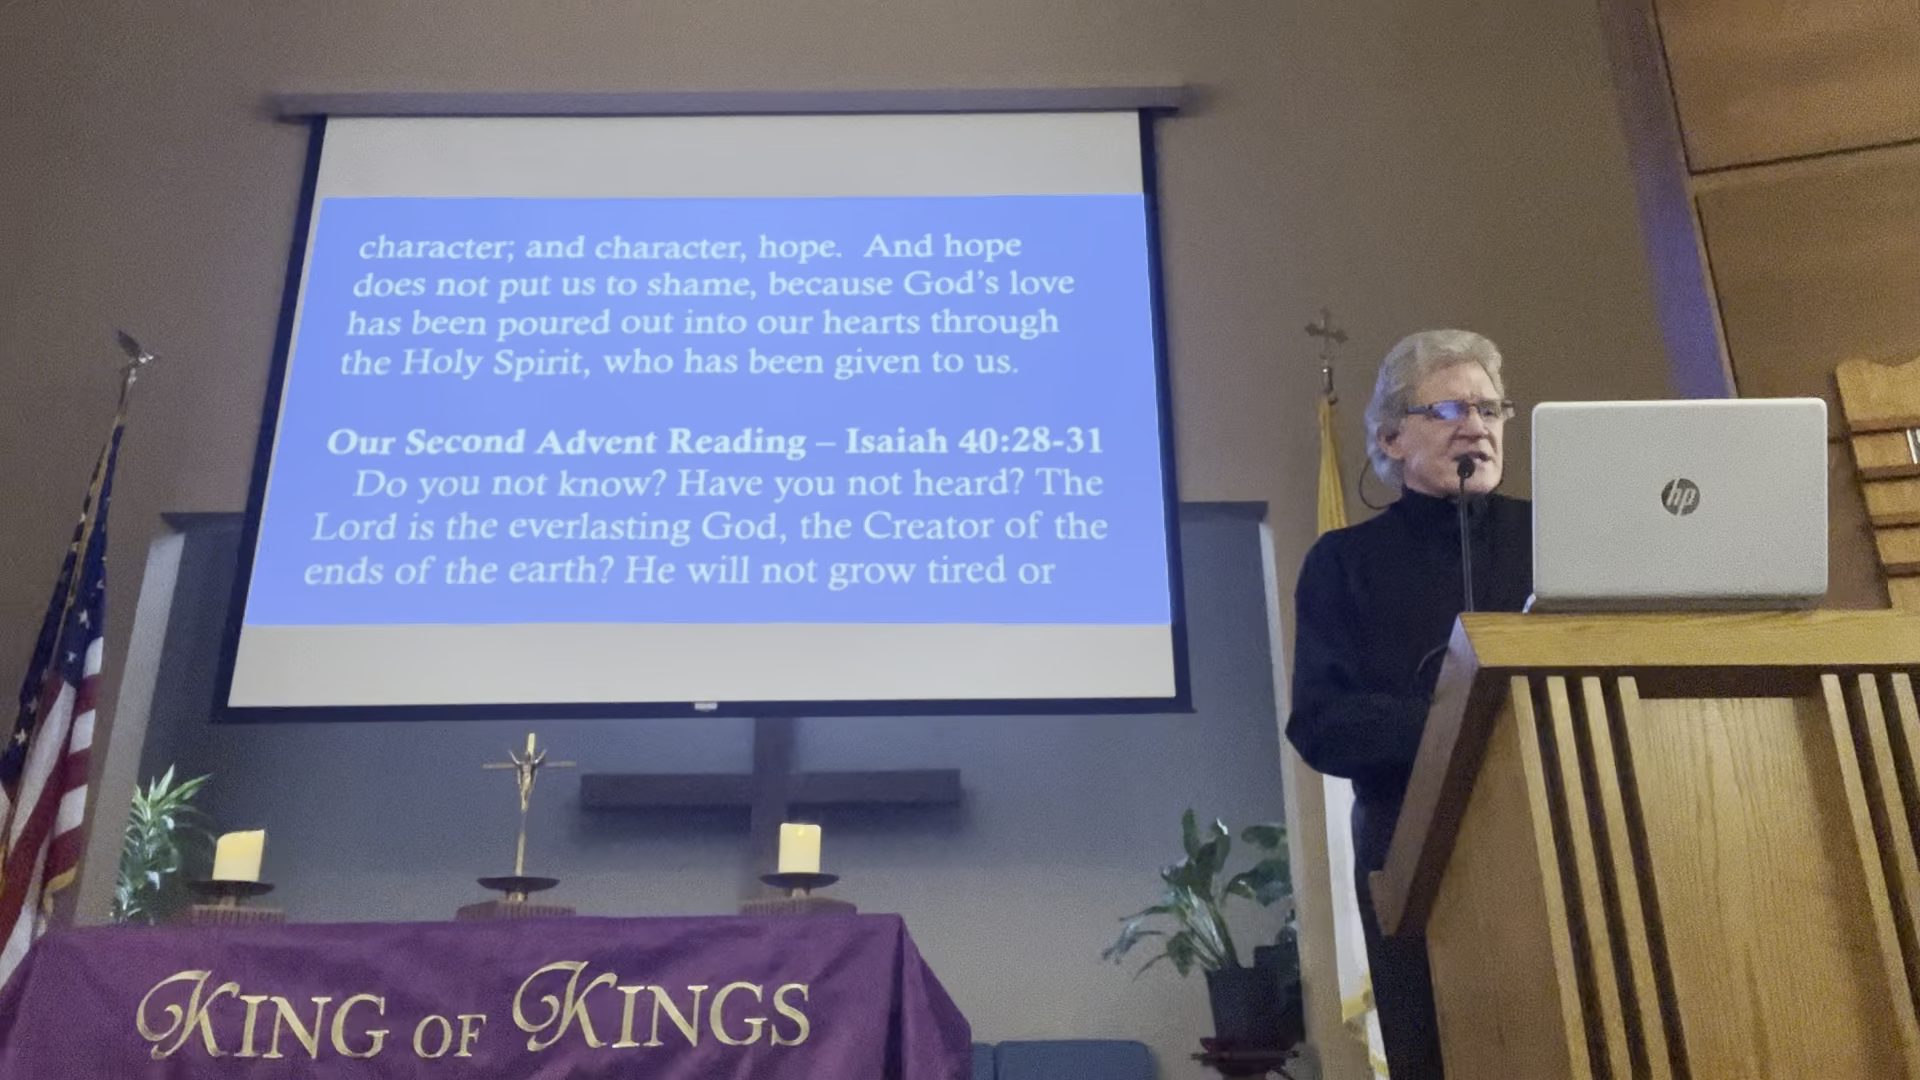 character; and character, hope. And hope
does not put us to shame, because God's love
has been poured out into our hearts through
the Holy Spirit, who has been given to us.
Our Second Advent Reading – Isaiah 40:28-31
Do you not know? Have you not heard? The
Lord is the everlasting God, the Creator of the
ends of the earth? He will not grow tired or
hp
KING OF KINGS